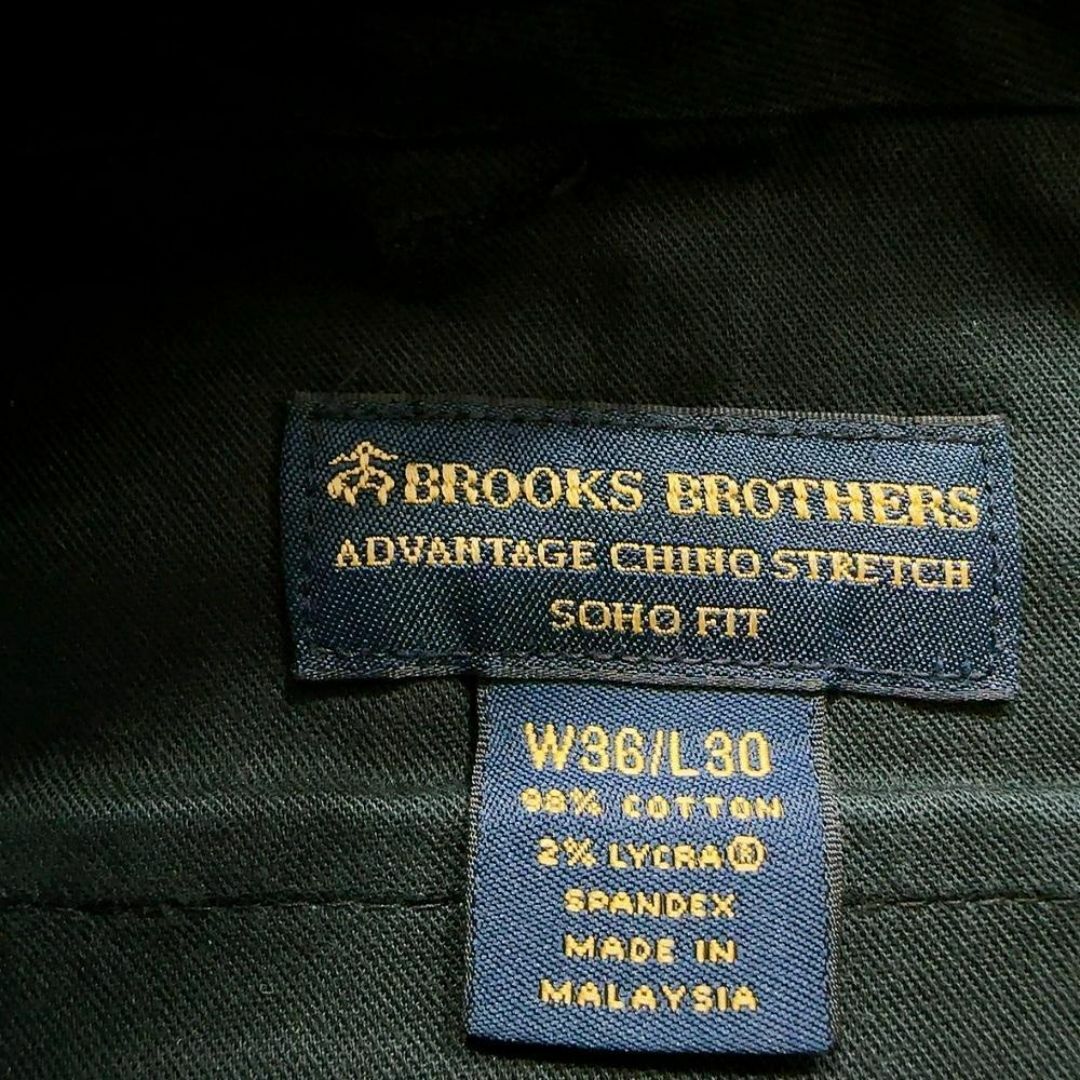 BROOKS BROTHERS
ADVANTAGE CHINO STRETCH
SOHO FIT
W36/L30
98% COTTON
2% LYCRA®
SPANDEX
MADE IN
MALAYSIA